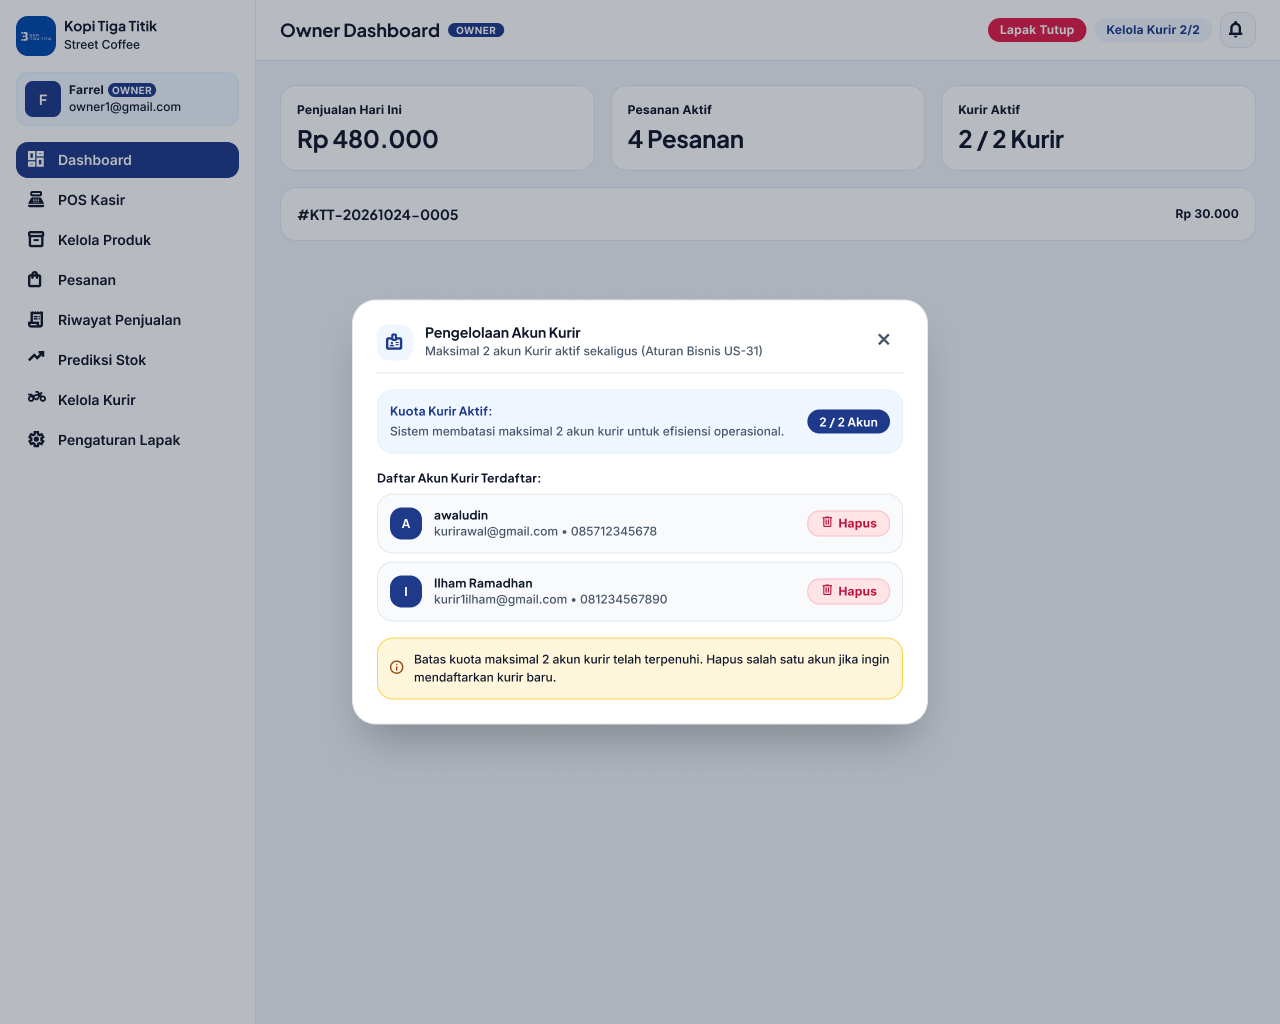 Kopi Tiga Titik
Street Coffee
F
Farrel OWNER
owner1@gmail.com
Dashboard
POS Kasir
Kelola Produk
Pesanan
Riwayat Penjualan
Prediksi Stok
Kelola Kurir
Pengaturan Lapak
Owner Dashboard OWNER
Lapak Tutup
Kelola Kurir 2/2
Penjualan Hari Ini
Rp 480.000
Pesanan Aktif
4 Pesanan
Kurir Aktif
2 / 2 Kurir
#KTT-20261024-0005
Rp 30.000
Pengelolaan Akun Kurir
Maksimal 2 akun Kurir aktif sekaligus (Aturan Bisnis US-31)
Kuota Kurir Aktif:
Sistem membatasi maksimal 2 akun kurir untuk efisiensi operasional.
2 / 2 Akun
Daftar Akun Kurir Terdaftar:
A
awaludin
kurirawal@gmail.com • 085712345678
Hapus
I
Ilham Ramadhan
kurir1ilham@gmail.com • 081234567890
Hapus
Batas kuota maksimal 2 akun kurir telah terpenuhi. Hapus salah satu akun jika ingin
mendaftarkan kurir baru.